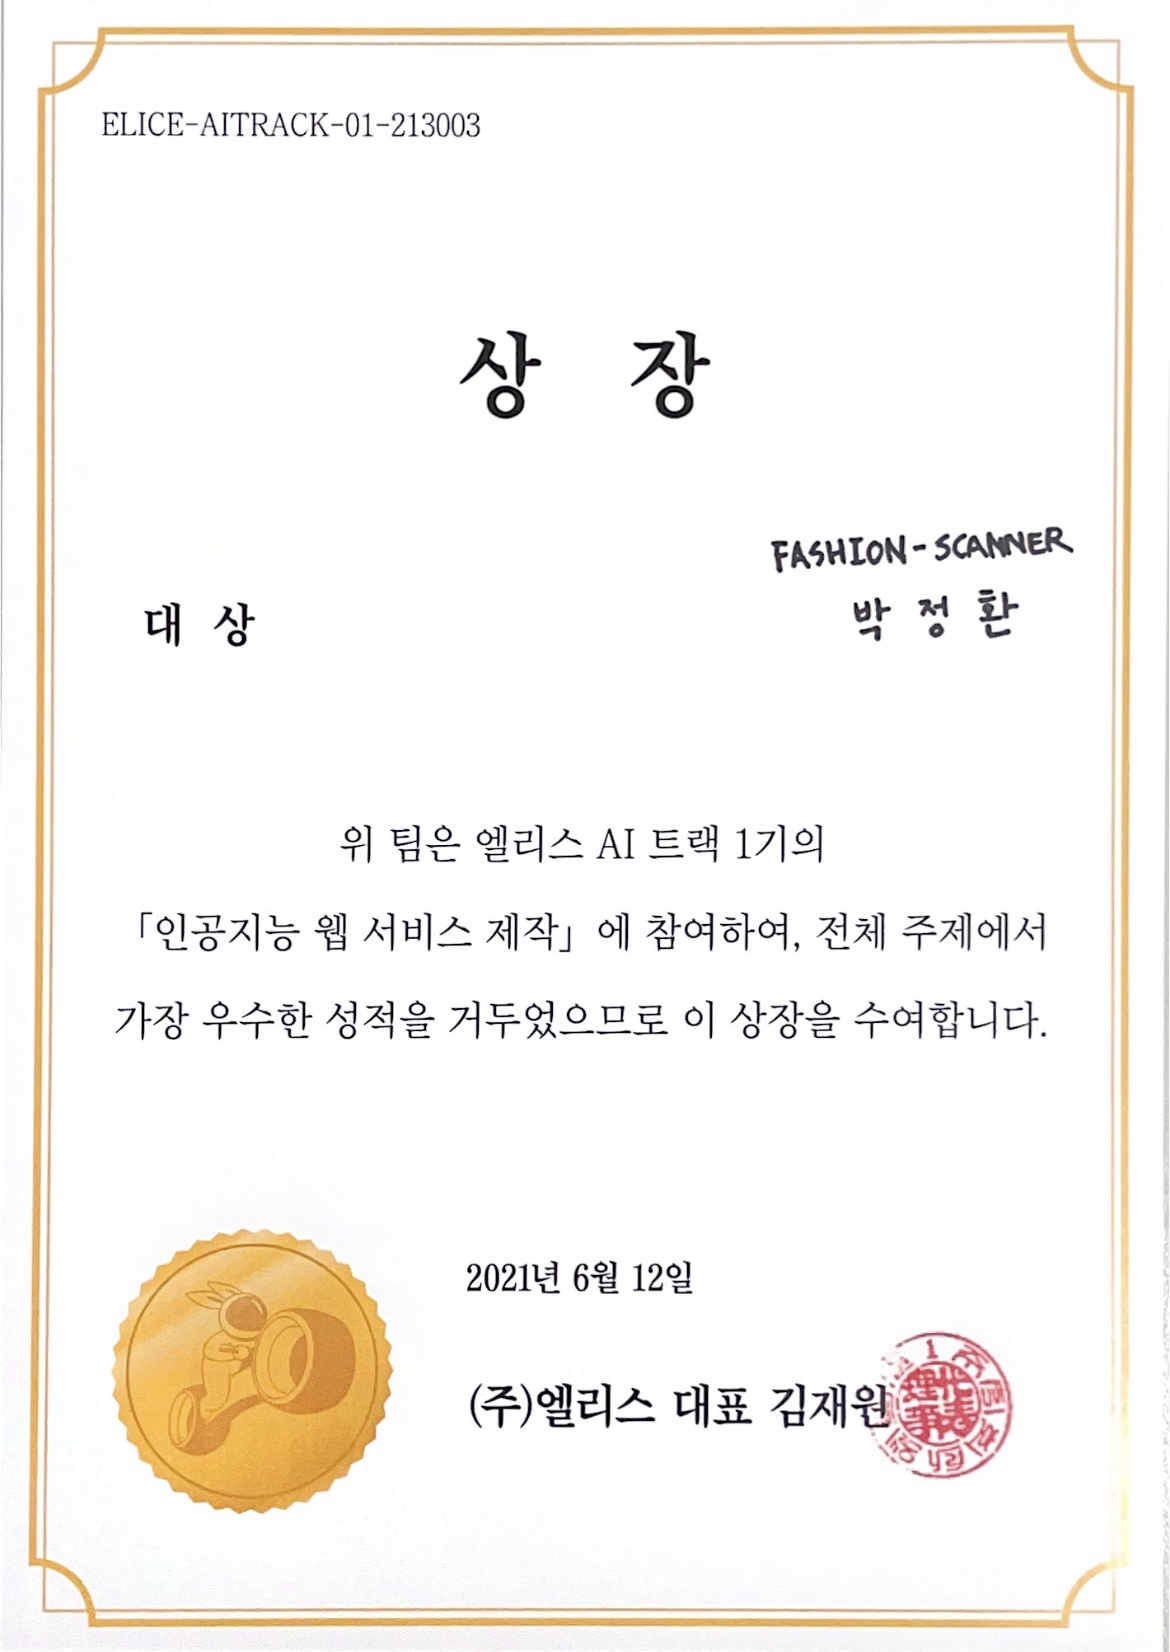 ELICE-AITRACK-01-213003
상 장
FASHION-SCANNER
박 정 환
대 상
위 팀은 엘리스 AI 트랙 1기의
「인공지능 웹 서비스 제작」에 참여하여, 전체 주제에서
가장 우수한 성적을 거두었으므로 이 상장을 수여합니다.
2021년 6월 12일
(주)엘리스 대표 김재원